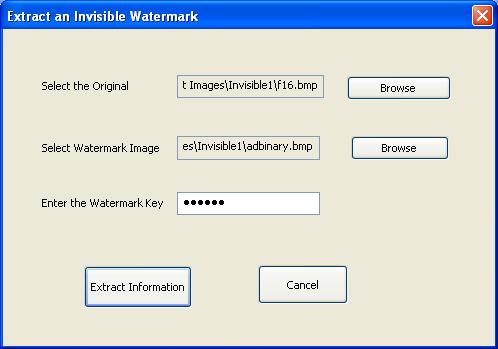 Extract an Invisible Watermark
Select the Original t Images\Invisible1\f16.bmp Browse
Select Watermark Image es\Invisible1\adbinary.bmp Browse
Enter the Watermark Key ●●●●●●
Extract Information Cancel